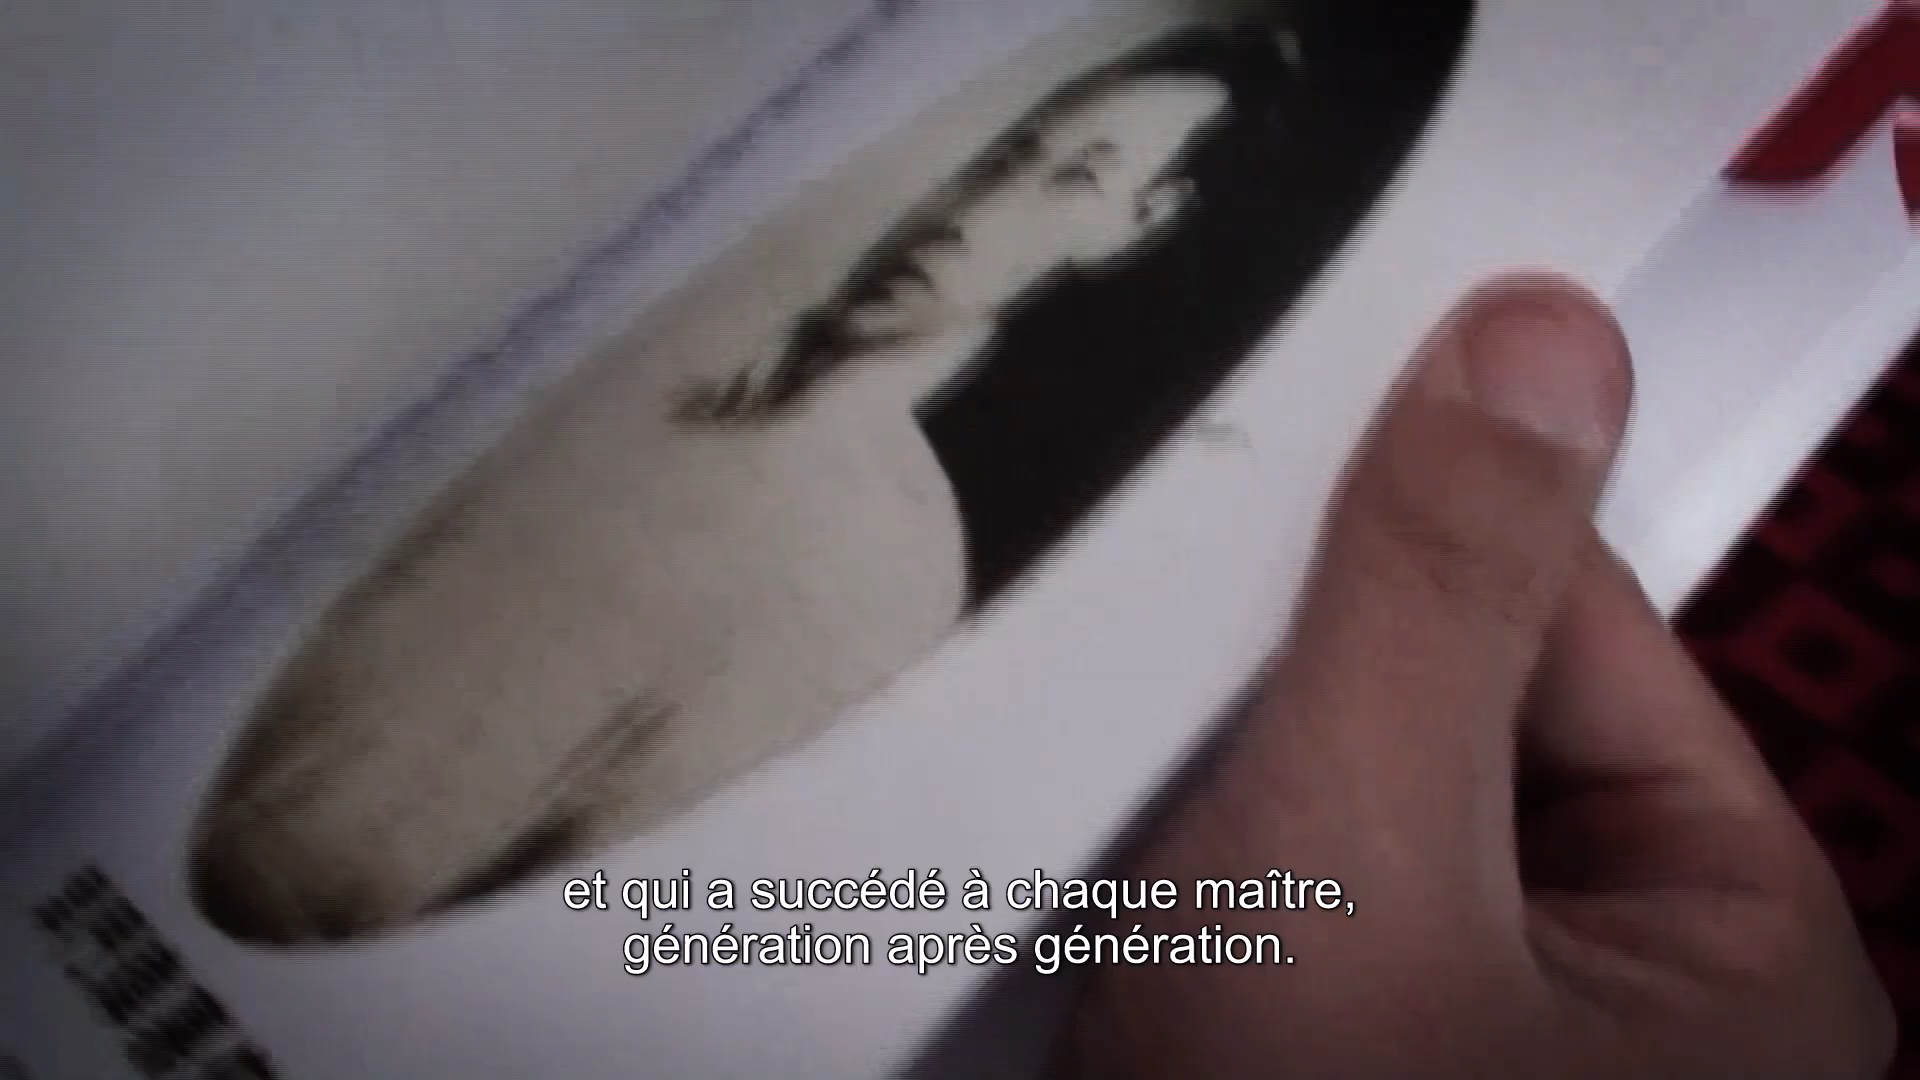 et qui a succédé à chaque maître,
génération après génération.